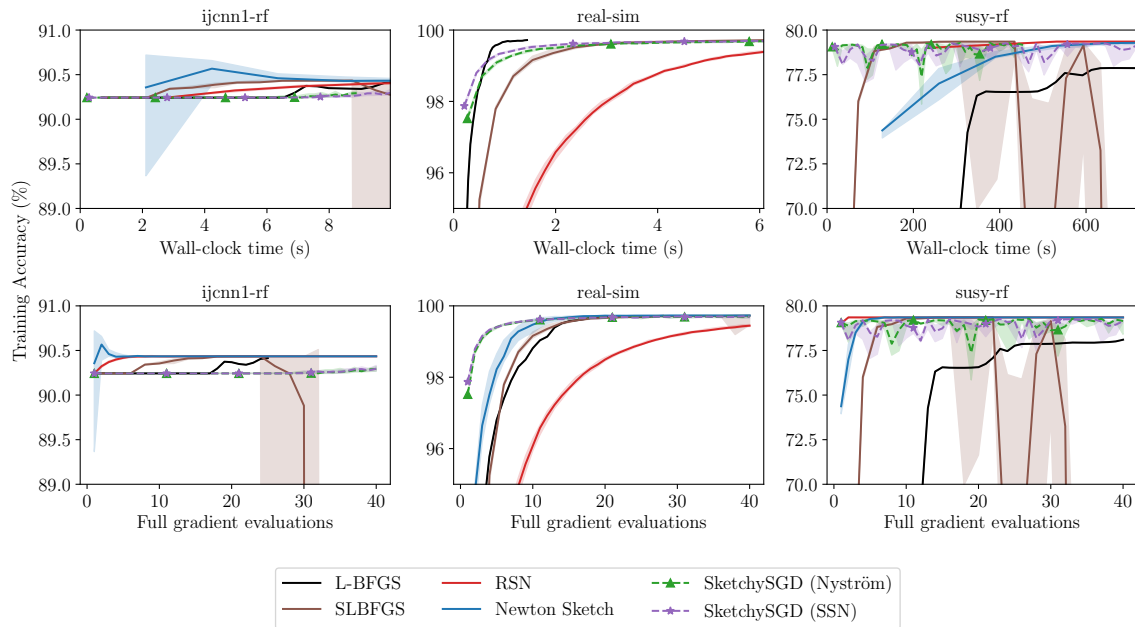 ijcnn1-rf
real-sim
susy-rf
91.0
90.5
90.0
89.5
89.0
0 2 4 6 8
Wall-clock time (s)
100
98
96
2 4 6
Wall-clock time (s)
80.0
77.5
75.0
72.5
70.0
0 200 400 600
Wall-clock time (s)
Training Accuracy (%)
ijcnn1-rf
real-sim
susy-rf
91.0
90.5
90.0
89.5
89.0
0 10 20 30 40
Full gradient evaluations
100
98
96
0 10 20 30 40
Full gradient evaluations
80.0
77.5
75.0
72.5
70.0
0 10 20 30 40
Full gradient evaluations
L-BFGS
SLBFGS
RSN
Newton Sketch
SketchySGD (Nyström)
SketchySGD (SSN)